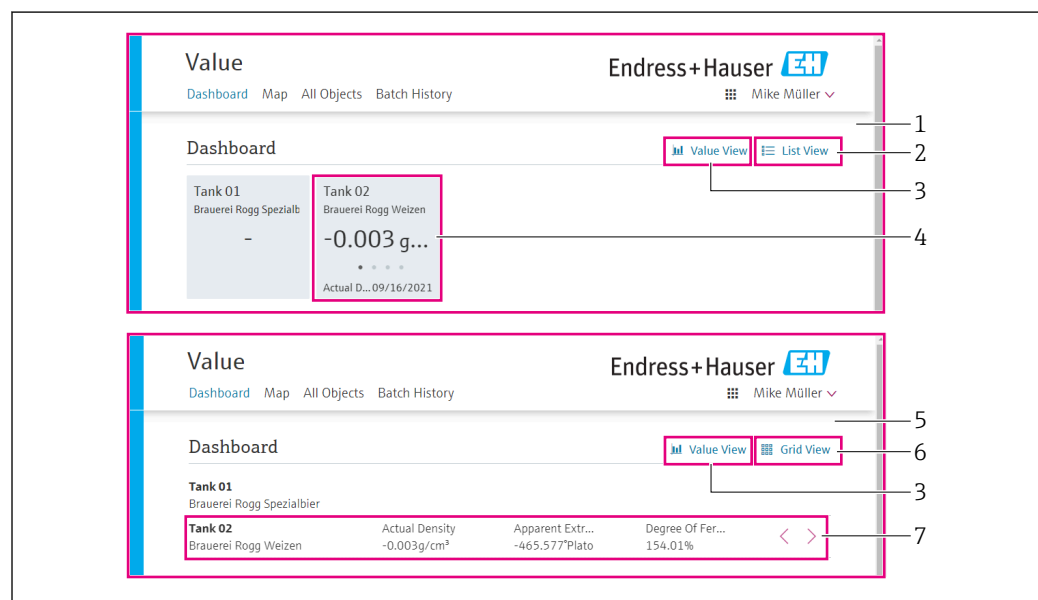 Value
Endress+Hauser EH
Dashboard Map All Objects Batch History
Mike Müller
1
Dashboard
Value View
List View
2
3
Tank 01
Brauerei Rogg Spezialb
-
Tank 02
Brauerei Rogg Weizen
-0.003 g...
Actual D... 09/16/2021
4
Value
Endress+Hauser EH
Dashboard Map All Objects Batch History
Mike Müller
5
Dashboard
Value View
Grid View
6
3
Tank 01
Brauerei Rogg Spezialbier
Tank 02 Actual Density Apparent Extr... Degree Of Fer...
Brauerei Rogg Weizen -0.003g/cm³ -465.577°Plato 154.01%
7